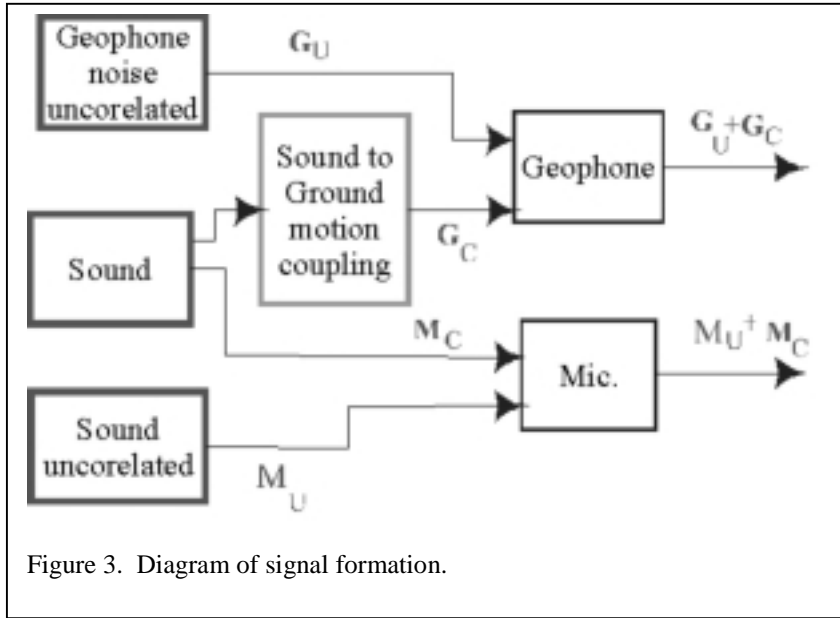 Geophone
noise
uncorelated
G_U
Sound to
Ground
motion
coupling
Geophone
G_U+G_C
G_C
Sound
M_C
M_U+ M_C
Mic.
Sound
uncorelated
M_U
Figure 3. Diagram of signal formation.